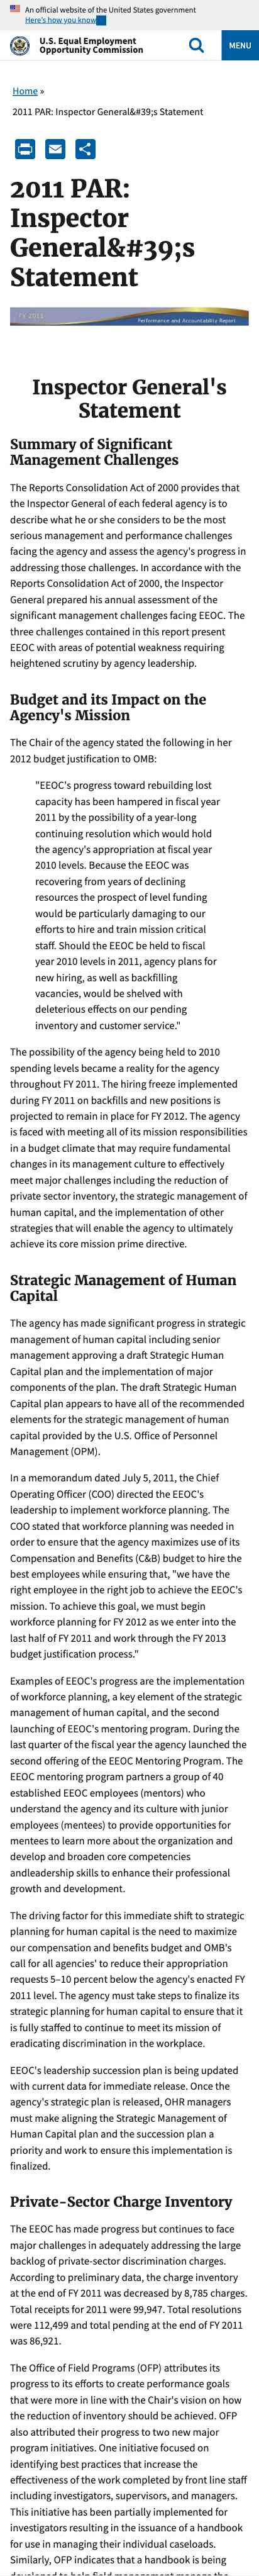 An official website of the United States government
Here's how you know
U.S. Equal Employment
Opportunity Commission
MENU
Home »
2011 PAR: Inspector General&#39;s Statement
2011 PAR:
Inspector
General&#39;s
Statement
FY 2011
Performance and Accountability Report
Inspector General's
Statement
Summary of Significant
Management Challenges
The Reports Consolidation Act of 2000 provides that
the Inspector General of each federal agency is to
describe what he or she considers to be the most
serious management and performance challenges
facing the agency and assess the agency's progress in
addressing those challenges. In accordance with the
Reports Consolidation Act of 2000, the Inspector
General prepared his annual assessment of the
significant management challenges facing EEOC. The
three challenges contained in this report present
EEOC with areas of potential weakness requiring
heightened scrutiny by agency leadership.
Budget and its Impact on the
Agency's Mission
The Chair of the agency stated the following in her
2012 budget justification to OMB:
"EEOC's progress toward rebuilding lost
capacity has been hampered in fiscal year
2011 by the possibility of a year-long
continuing resolution which would hold
the agency's appropriation at fiscal year
2010 levels. Because the EEOC was
recovering from years of declining
resources the prospect of level funding
would be particularly damaging to our
efforts to hire and train mission critical
staff. Should the EEOC be held to fiscal
year 2010 levels in 2011, agency plans for
new hiring, as well as backfilling
vacancies, would be shelved with
deleterious effects on our pending
inventory and customer service."
The possibility of the agency being held to 2010
spending levels became a reality for the agency
throughout FY 2011. The hiring freeze implemented
during FY 2011 on backfills and new positions is
projected to remain in place for FY 2012. The agency
is faced with meeting all of its mission responsibilities
in a budget climate that may require fundamental
changes in its management culture to effectively
meet major challenges including the reduction of
private sector inventory, the strategic management of
human capital, and the implementation of other
strategies that will enable the agency to ultimately
achieve its core mission prime directive.
Strategic Management of Human
Capital
The agency has made significant progress in strategic
management of human capital including senior
management approving a draft Strategic Human
Capital plan and the implementation of major
components of the plan. The draft Strategic Human
Capital plan appears to have all of the recommended
elements for the strategic management of human
capital provided by the U.S. Office of Personnel
Management (OPM).
In a memorandum dated July 5, 2011, the Chief
Operating Officer (COO) directed the EEOC's
leadership to implement workforce planning. The
COO stated that workforce planning was needed in
order to ensure that the agency maximizes use of its
Compensation and Benefits (C&B) budget to hire the
best employees while ensuring that, "we have the
right employee in the right job to achieve the EEOC's
mission. To achieve this goal, we must begin
workforce planning for FY 2012 as we enter into the
last half of FY 2011 and work through the FY 2013
budget justification process."
Examples of EEOC's progress are the implementation
of workforce planning, a key element of the strategic
management of human capital, and the second
launching of EEOC's mentoring program. During the
last quarter of the fiscal year the agency launched the
second offering of the EEOC Mentoring Program. The
EEOC mentoring program partners a group of 40
established EEOC employees (mentors) who
understand the agency and its culture with junior
employees (mentees) to provide opportunities for
mentees to learn more about the organization and
develop and broaden core competencies
andleadership skills to enhance their professional
growth and development.
The driving factor for this immediate shift to strategic
planning for human capital is the need to maximize
our compensation and benefits budget and OMB's
call for all agencies' to reduce their appropriation
requests 5–10 percent below the agency's enacted FY
2011 level. The agency must take steps to finalize its
strategic planning for human capital to ensure that it
is fully staffed to continue to meet its mission of
eradicating discrimination in the workplace.
EEOC's leadership succession plan is being updated
with current data for immediate release. Once the
agency's strategic plan is released, OHR managers
must make aligning the Strategic Management of
Human Capital plan and the succession plan a
priority and work to ensure this implementation is
finalized.
Private-Sector Charge Inventory
The EEOC has made progress but continues to face
major challenges in adequately addressing the large
backlog of private-sector discrimination charges.
According to preliminary data, the charge inventory
at the end of FY 2011 was decreased by 8,785 charges.
Total receipts for 2011 were 99,947. Total resolutions
were 112,499 and total pending at the end of FY 2011
was 86,921.
The Office of Field Programs (OFP) attributes its
progress to its efforts to create performance goals
that were more in line with the Chair's vision on how
the reduction of inventory should be achieved. OFP
also attributed their progress to two new major
program initiatives. One initiative focused on
identifying best practices that increase the
effectiveness of the work completed by front line staff
including investigators, supervisors, and managers.
This initiative has been partially implemented for
investigators resulting in the issuance of a handbook
for use in managing their individual caseloads.
Similarly, OFP indicates that a handbook is being
developed to help field management manage the